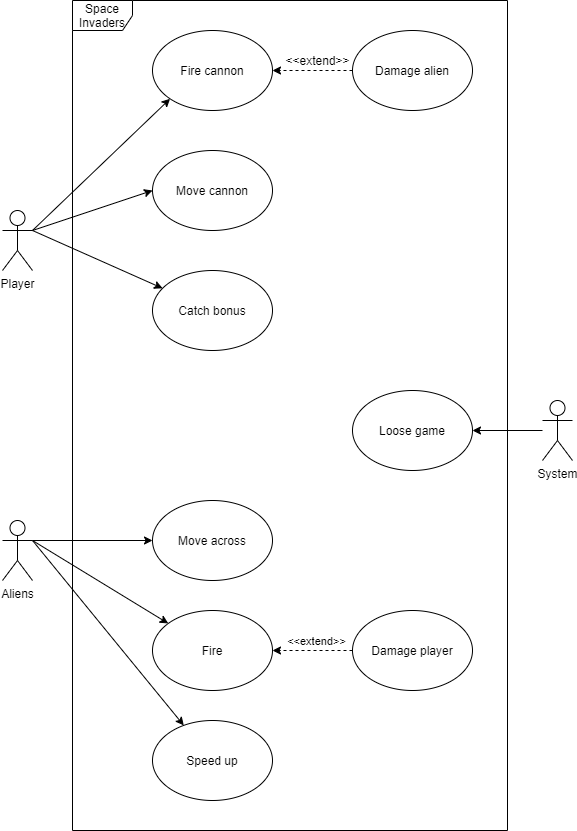 Space
Invaders
Fire cannon
<<extend>>
Damage alien
Move cannon
Player
Catch bonus
Loose game
System
Move across
Aliens
Fire
<<extend>>
Damage player
Speed up